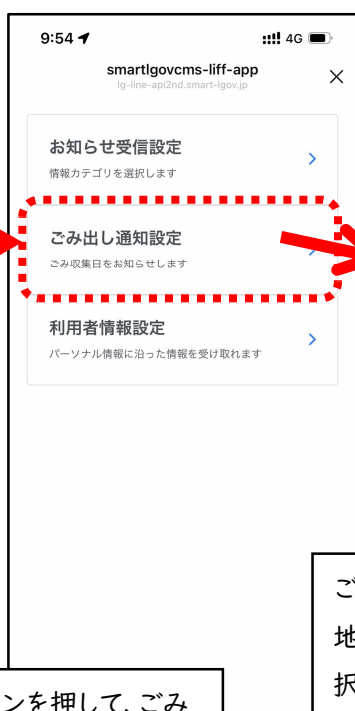 9:54
4G
smartlgovcms-liff-app
lg-line-api2nd.smart-lgov.jp
お知らせ受信設定
情報カテゴリを選択します
ごみ出し通知設定
ごみ収集日をお知らせします
利用者情報設定
パーソナル情報に沿った情報を受け取れます
ご
地
択
ンを押して、ごみ